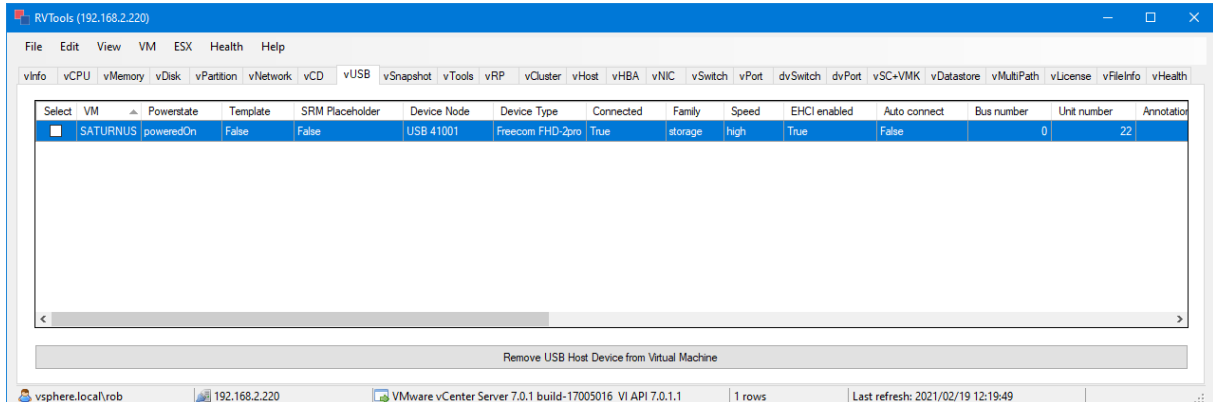 RVTools (192.168.2.220)
File Edit View VM ESX Health Help
vInfo vCPU vMemory vDisk vPartition vNetwork vCD vUSB vSnapshot vTools vRP vCluster vHost vHBA vNIC vSwitch vPort dvSwitch dvPort vSC+VMK vDatastore vMultiPath vLicense vFileInfo vHealth
Select VM Powerstate Template SRM Placeholder Device Node Device Type Connected Family Speed EHCI enabled Auto connect Bus number Unit number Annotation
SATURNUS poweredOn False False USB 41001 Freecom FHD-2pro True storage high True False 0 22
Remove USB Host Device from Virtual Machine
vsphere.local\rob 192.168.2.220 VMware vCenter Server 7.0.1 build-17005016 VI API 7.0.1.1 1 rows Last refresh: 2021/02/19 12:19:49